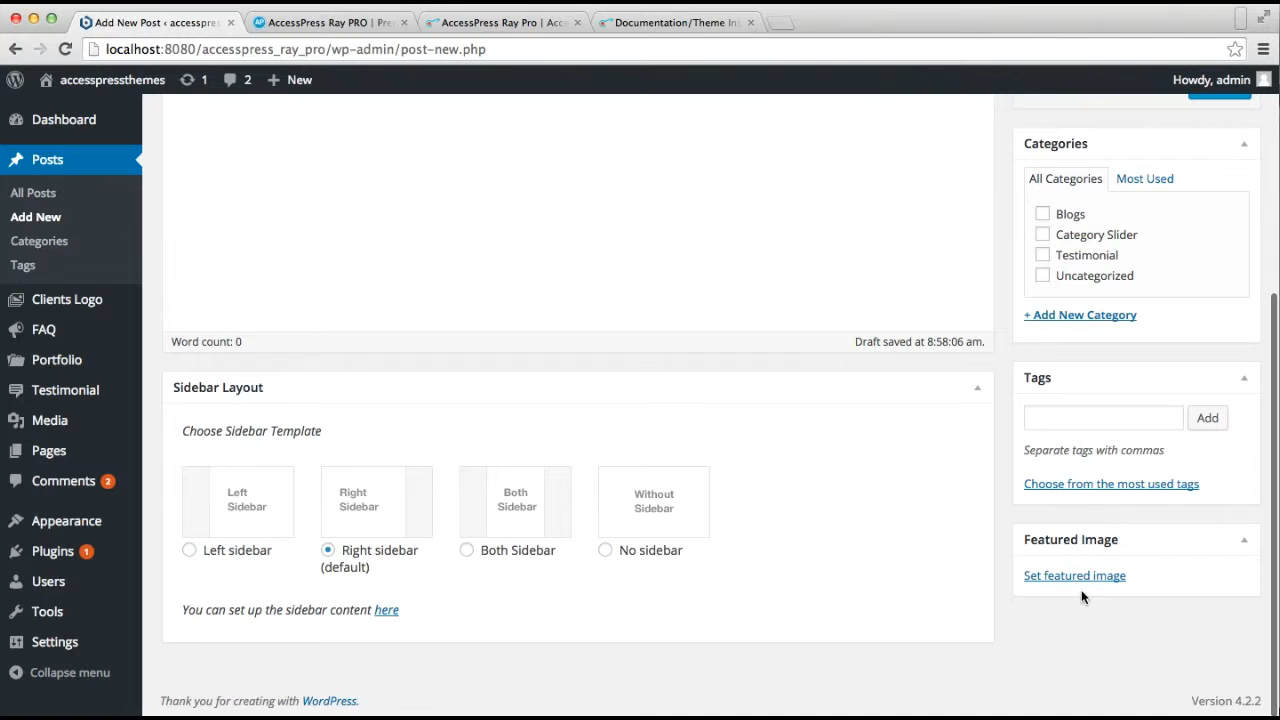 Add New Post ‹ accesspres
AccessPress Ray PRO | Pre
AccessPress Ray Pro | Acce
Documentation/Theme In
localhost:8080/accesspress_ray_pro/wp-admin/post-new.php
accesspressthemes
1
2
New
Howdy, admin
Dashboard
Posts
All Posts
Add New
Categories
Tags
Clients Logo
FAQ
Portfolio
Testimonial
Media
Pages
Comments 2
Appearance
Plugins 1
Users
Tools
Settings
Collapse menu
Word count: 0
Draft saved at 8:58:06 am.
Sidebar Layout
Choose Sidebar Template
Left
Sidebar
Right
Sidebar
Both
Sidebar
Without
Sidebar
Left sidebar
Right sidebar
(default)
Both Sidebar
No sidebar
You can set up the sidebar content here
Categories
All Categories
Most Used
Blogs
Category Slider
Testimonial
Uncategorized
+ Add New Category
Tags
Add
Separate tags with commas
Choose from the most used tags
Featured Image
Set featured image
Thank you for creating with WordPress.
Version 4.2.2